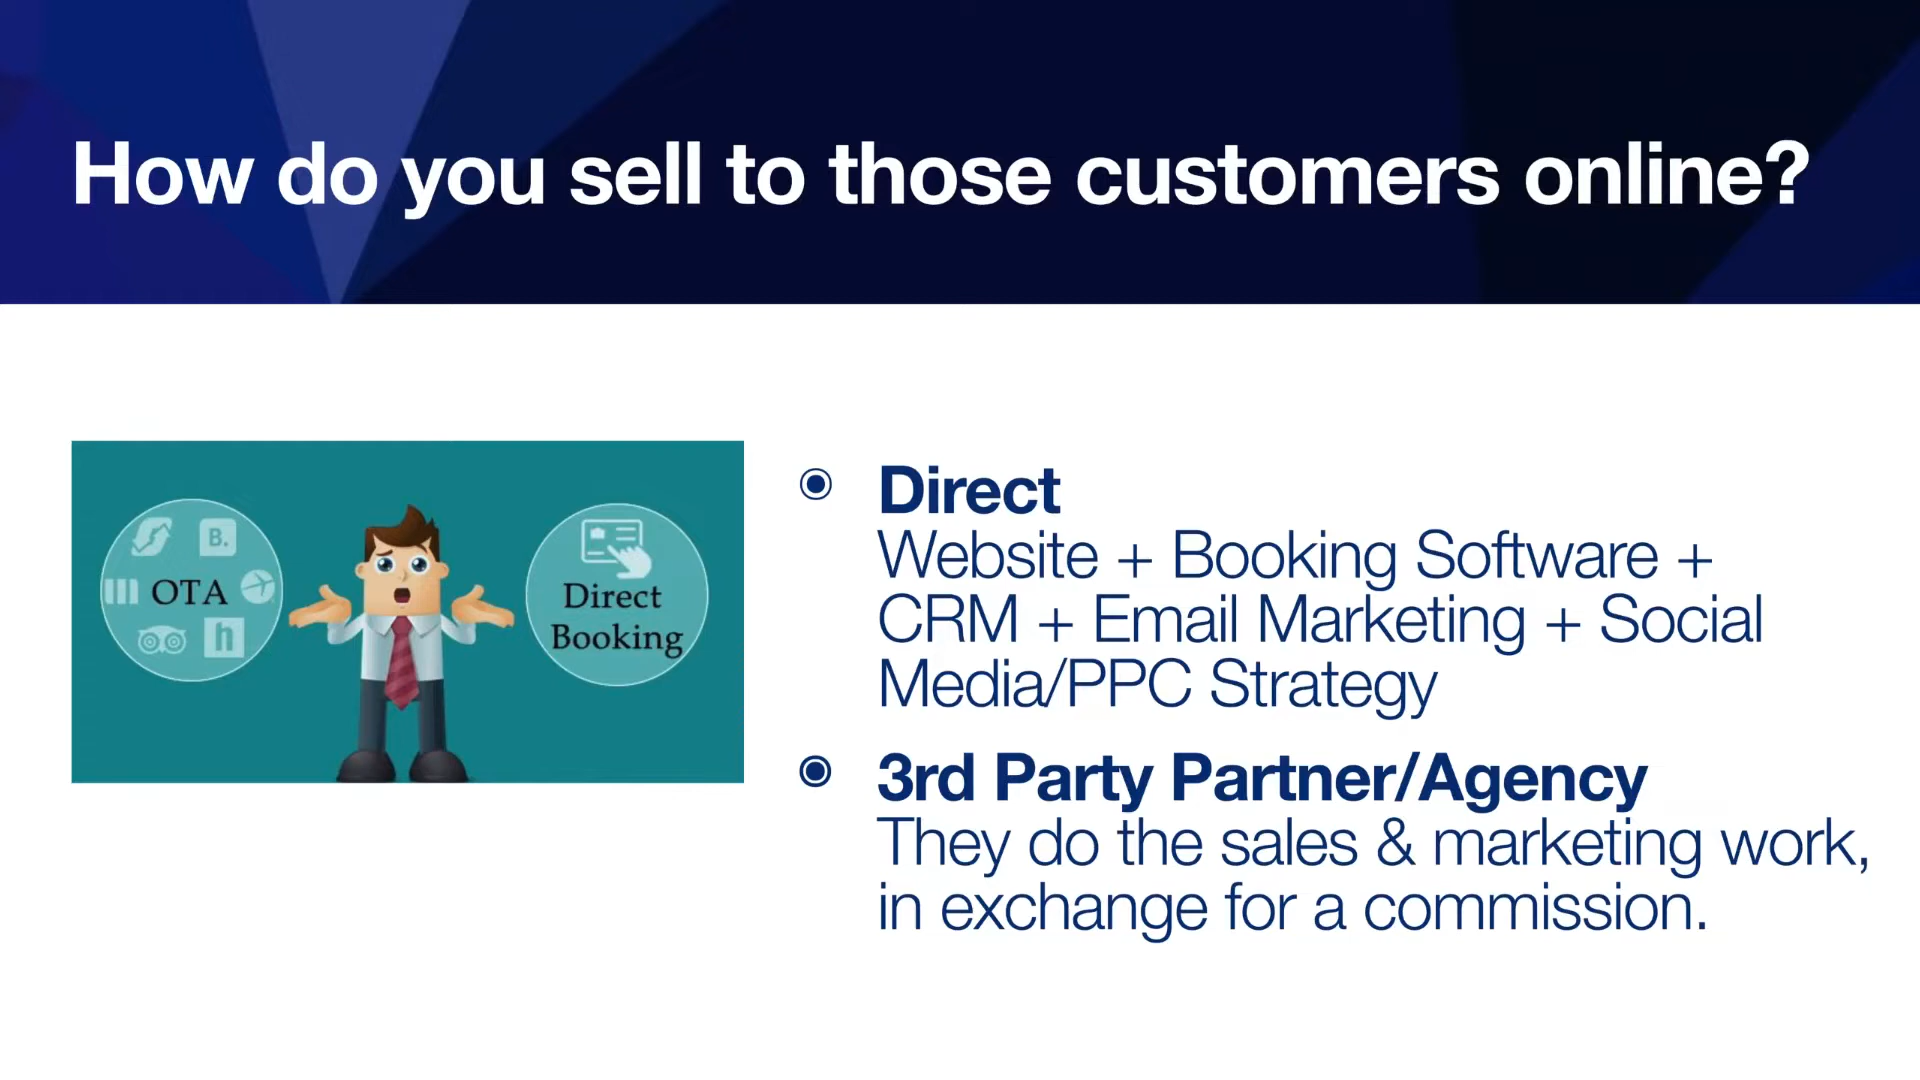 How do you sell to those customers online?
B.
OTA
h
Direct
Booking
Direct
Website + Booking Software +
CRM + Email Marketing + Social
Media/PPC Strategy
3rd Party Partner/Agency
They do the sales & marketing work,
in exchange for a commission.